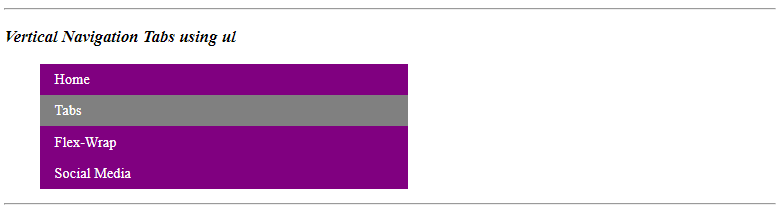 Vertical Navigation Tabs using ul
Home
Tabs
Flex-Wrap
Social Media